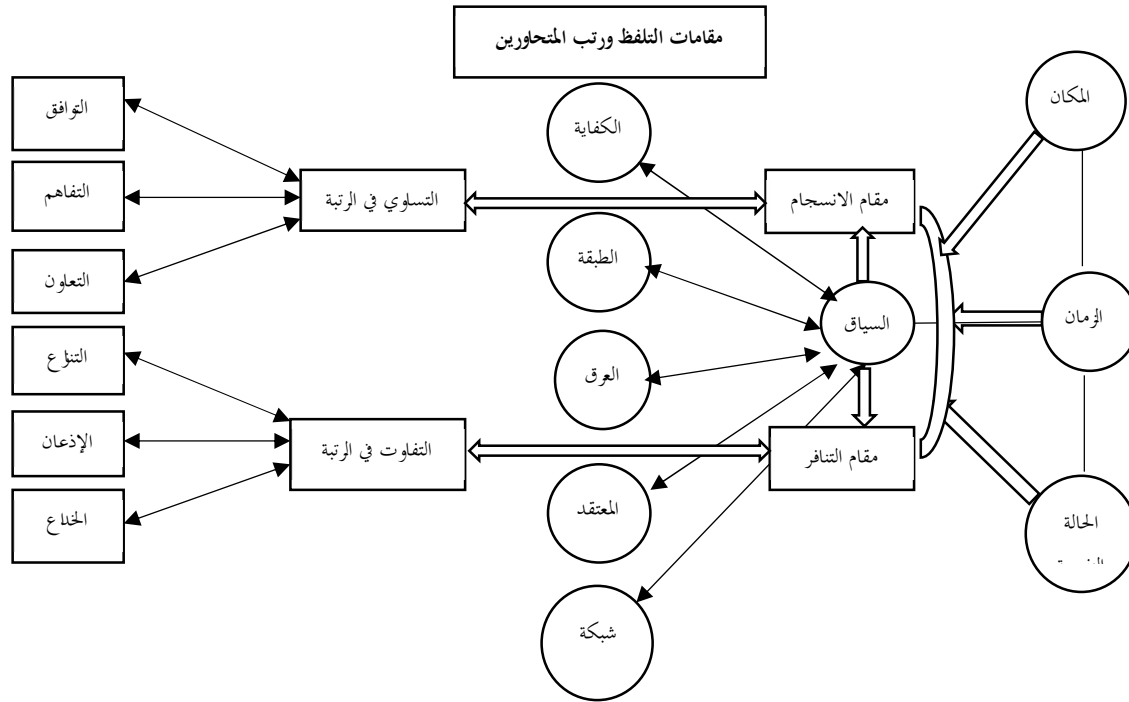 مقامات التلفظ ورتب المتحاورين
المكان
الزمان
الحالة
مقام الانسجام
السياق
مقام التنافر
الكفاية
الطبقة
العرق
المعتقد
شبكة
التساوي في الرتبة
التفاوت في الرتبة
التوافق
التفاهم
التعاون
التنازع
الإذعان
الخداع